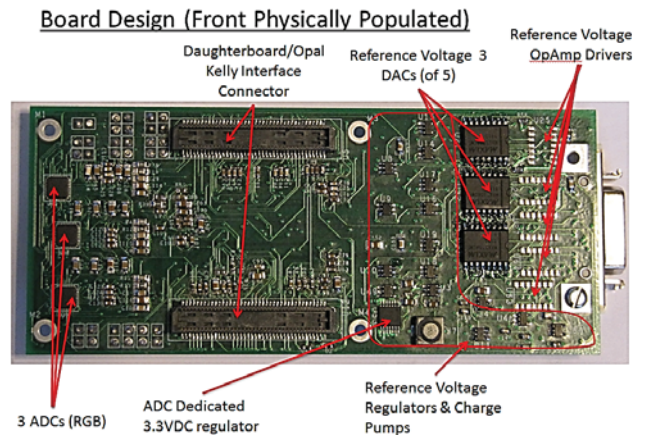 Board Design (Front Physically Populated)
Daughterboard/Opal
Kelly Interface
Connector
Reference Voltage 3
DACs (of 5)
Reference Voltage
OpAmp Drivers
3 ADCs (RGB)
ADC Dedicated
3.3VDC regulator
Reference Voltage
Regulators & Charge
Pumps